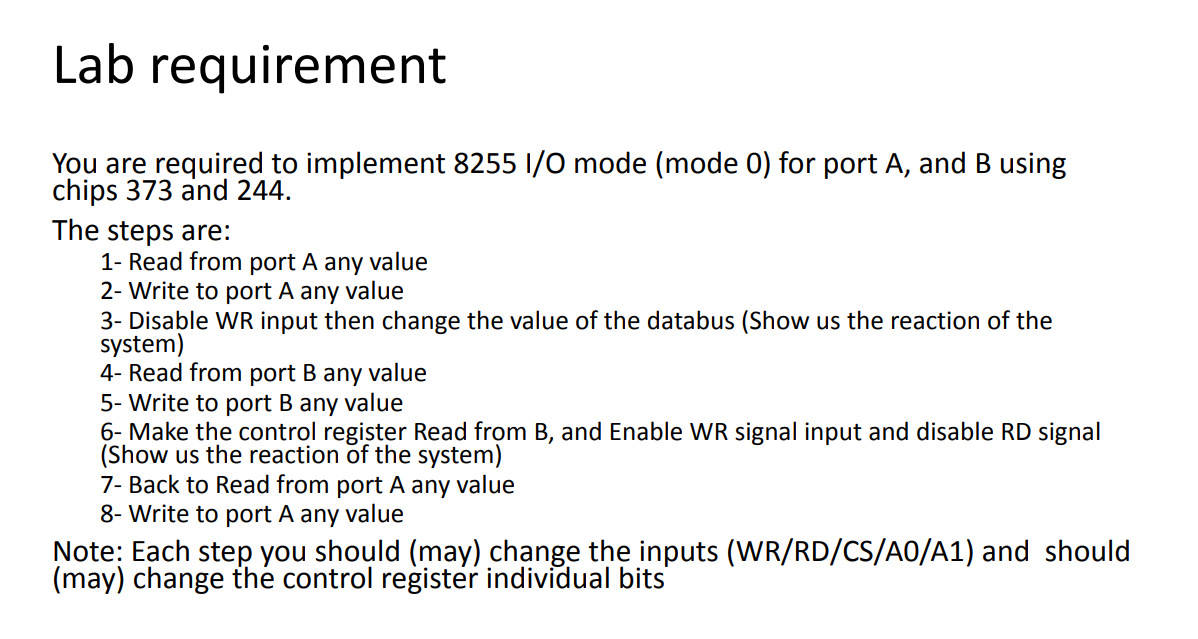 Lab requirement
You are required to implement 8255 I/O mode (mode 0) for port A, and B using
chips 373 and 244.
The steps are:
1- Read from port A any value
2- Write to port A any value
3- Disable WR input then change the value of the databus (Show us the reaction of the
system)
4- Read from port B any value
5- Write to port B any value
6- Make the control register Read from B, and Enable WR signal input and disable RD signal
(Show us the reaction of the system)
7- Back to Read from port A any value
8- Write to port A any value
Note: Each step you should (may) change the inputs (WR/RD/CS/A0/A1) and should
(may) change the control register individual bits